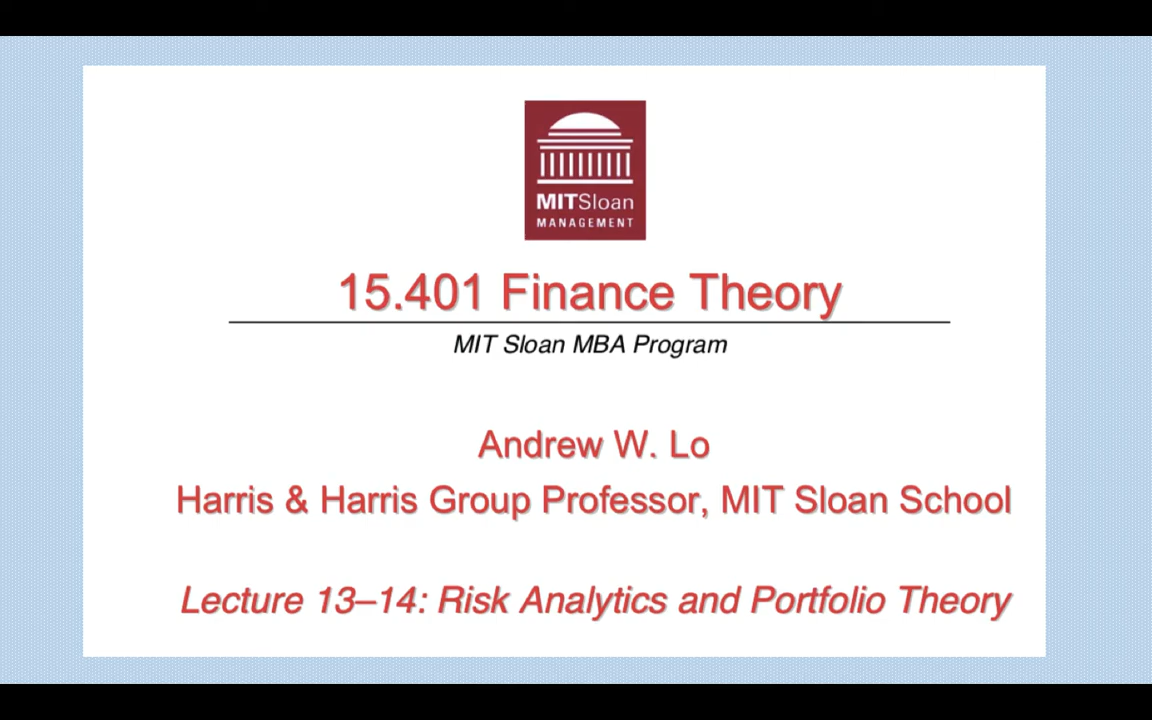 MITSloan
MANAGEMENT
15.401 Finance Theory
MIT Sloan MBA Program
Andrew W. Lo
Harris & Harris Group Professor, MIT Sloan School
Lecture 13–14: Risk Analytics and Portfolio Theory